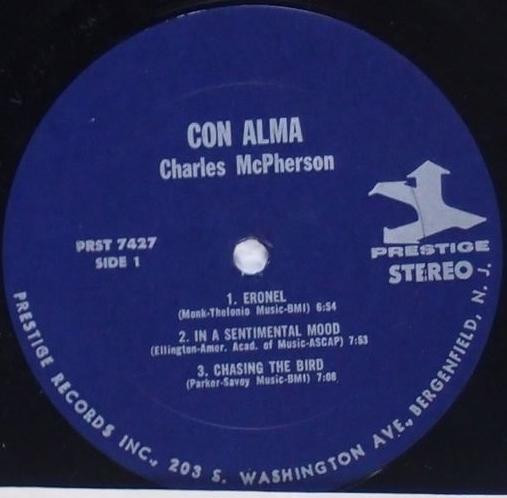 CON ALMA
Charles McPherson
PRST 7427
SIDE 1
PRESTIGE
STEREO
1. ERONEL
(Monk-Thelonio Music-BMI) 6:54
2. IN A SENTIMENTAL MOOD
(Ellington-Amer. Acad. of Music-ASCAP) 7:53
3. CHASING THE BIRD
(Parker-Savoy Music-BMI) 7:08
PRESTIGE RECORDS INC., 203 S. WASHINGTON AVE., BERGENFIELD, N. J.